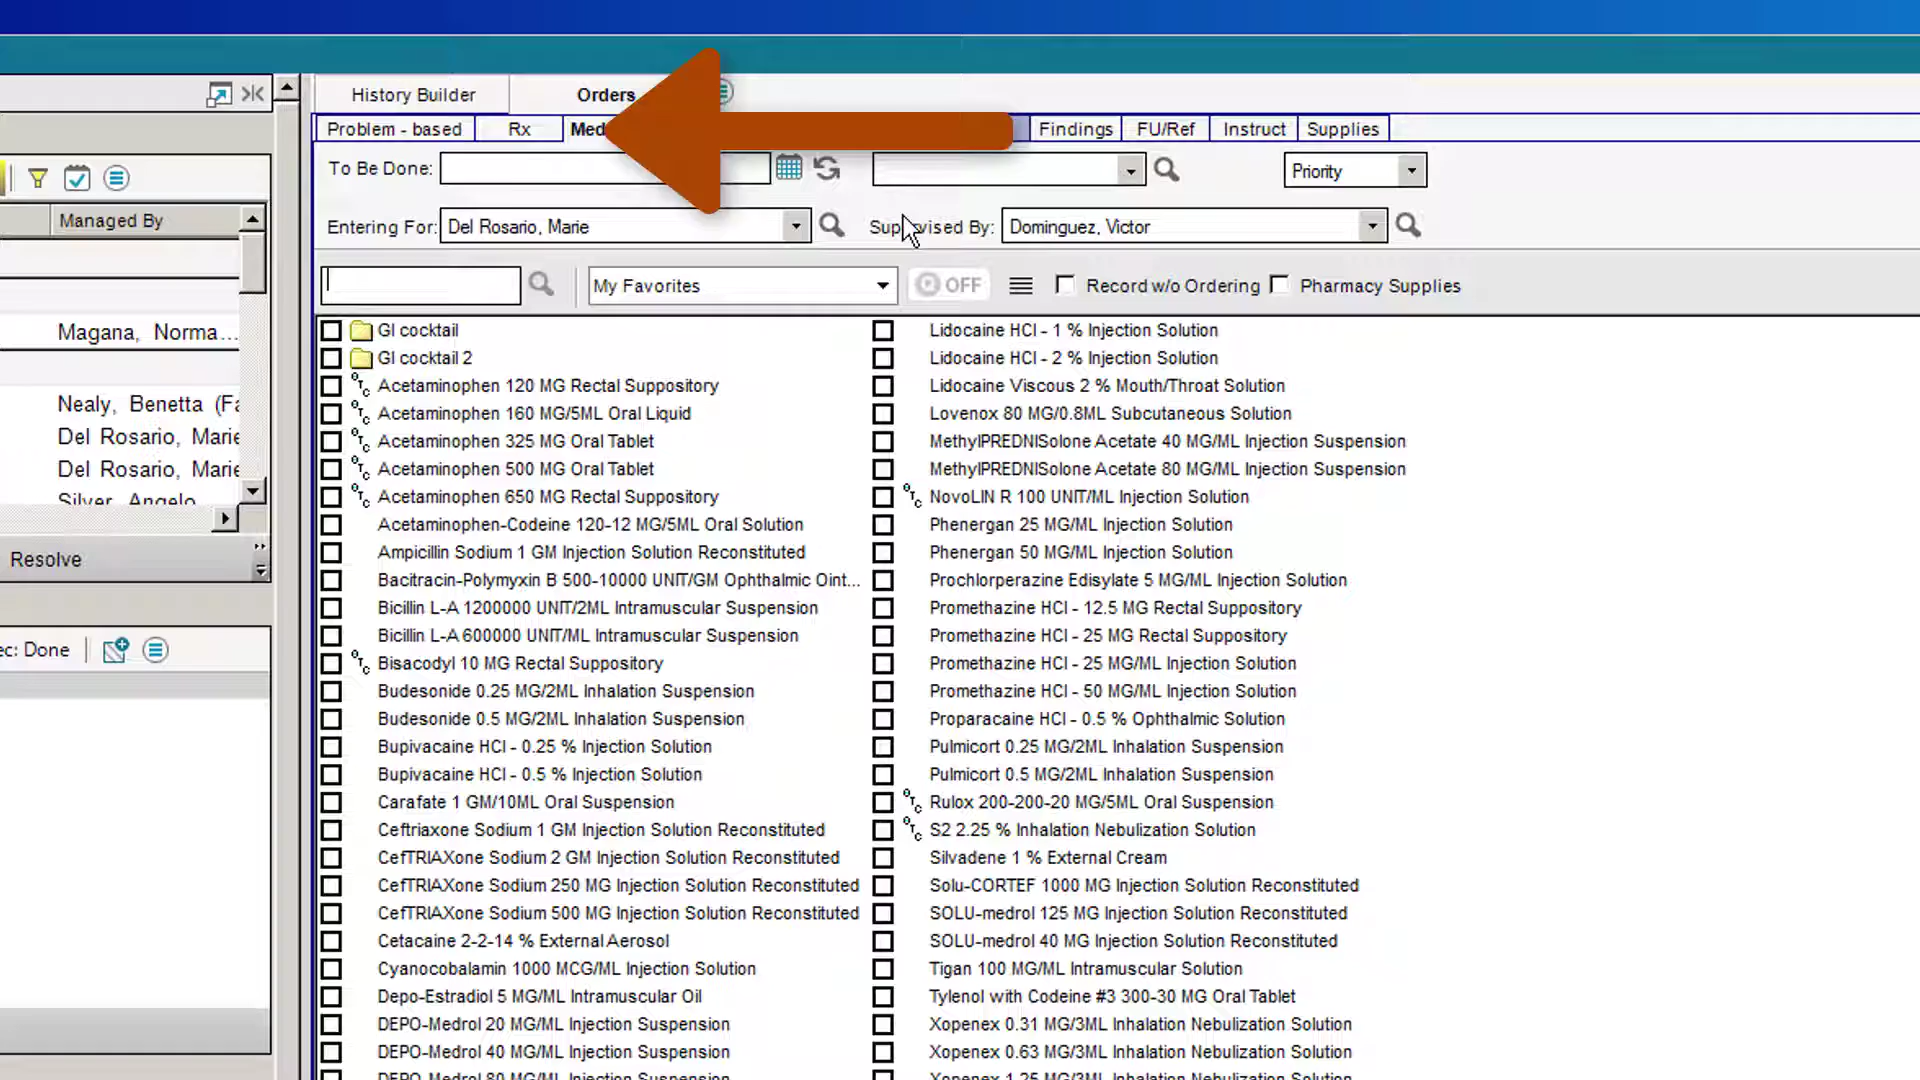 History Builder
Orders
Problem - based
Rx
Med
Findings
FU/Ref
Instruct
Supplies
To Be Done:
Priority
Entering For:
Del Rosario, Marie
Supervised By:
Dominguez, Victor
My Favorites
OFF
Record w/o Ordering
Pharmacy Supplies
Managed By
Magana, Norma...
Nealy, Benetta (Fa
Del Rosario, Marie
Del Rosario, Marie
Silver, Angelo
Resolve
ec: Done
GI cocktail
GI cocktail 2
Acetaminophen 120 MG Rectal Suppository
Acetaminophen 160 MG/5ML Oral Liquid
Acetaminophen 325 MG Oral Tablet
Acetaminophen 500 MG Oral Tablet
Acetaminophen 650 MG Rectal Suppository
Acetaminophen-Codeine 120-12 MG/5ML Oral Solution
Ampicillin Sodium 1 GM Injection Solution Reconstituted
Bacitracin-Polymyxin B 500-10000 UNIT/GM Ophthalmic Oint...
Bicillin L-A 1200000 UNIT/2ML Intramuscular Suspension
Bicillin L-A 600000 UNIT/ML Intramuscular Suspension
Bisacodyl 10 MG Rectal Suppository
Budesonide 0.25 MG/2ML Inhalation Suspension
Budesonide 0.5 MG/2ML Inhalation Suspension
Bupivacaine HCl - 0.25 % Injection Solution
Bupivacaine HCl - 0.5 % Injection Solution
Carafate 1 GM/10ML Oral Suspension
Ceftriaxone Sodium 1 GM Injection Solution Reconstituted
CefTRIAXone Sodium 2 GM Injection Solution Reconstituted
CefTRIAXone Sodium 250 MG Injection Solution Reconstituted
CefTRIAXone Sodium 500 MG Injection Solution Reconstituted
Cetacaine 2-2-14 % External Aerosol
Cyanocobalamin 1000 MCG/ML Injection Solution
Depo-Estradiol 5 MG/ML Intramuscular Oil
DEPO-Medrol 20 MG/ML Injection Suspension
DEPO-Medrol 40 MG/ML Injection Suspension
DEPO-Medrol 80 MG/ML Injection Suspension
Lidocaine HCl - 1 % Injection Solution
Lidocaine HCl - 2 % Injection Solution
Lidocaine Viscous 2 % Mouth/Throat Solution
Lovenox 80 MG/0.8ML Subcutaneous Solution
MethylPREDNISolone Acetate 40 MG/ML Injection Suspension
MethylPREDNISolone Acetate 80 MG/ML Injection Suspension
NovoLIN R 100 UNIT/ML Injection Solution
Phenergan 25 MG/ML Injection Solution
Phenergan 50 MG/ML Injection Solution
Prochlorperazine Edisylate 5 MG/ML Injection Solution
Promethazine HCl - 12.5 MG Rectal Suppository
Promethazine HCl - 25 MG Rectal Suppository
Promethazine HCl - 25 MG/ML Injection Solution
Promethazine HCl - 50 MG/ML Injection Solution
Proparacaine HCl - 0.5 % Ophthalmic Solution
Pulmicort 0.25 MG/2ML Inhalation Suspension
Pulmicort 0.5 MG/2ML Inhalation Suspension
Rulox 200-200-20 MG/5ML Oral Suspension
S2 2.25 % Inhalation Nebulization Solution
Silvadene 1 % External Cream
Solu-CORTEF 1000 MG Injection Solution Reconstituted
SOLU-medrol 125 MG Injection Solution Reconstituted
SOLU-medrol 40 MG Injection Solution Reconstituted
Tigan 100 MG/ML Intramuscular Solution
Tylenol with Codeine #3 300-30 MG Oral Tablet
Xopenex 0.31 MG/3ML Inhalation Nebulization Solution
Xopenex 0.63 MG/3ML Inhalation Nebulization Solution
Xopenex 1.25 MG/3ML Inhalation Nebulization Solution